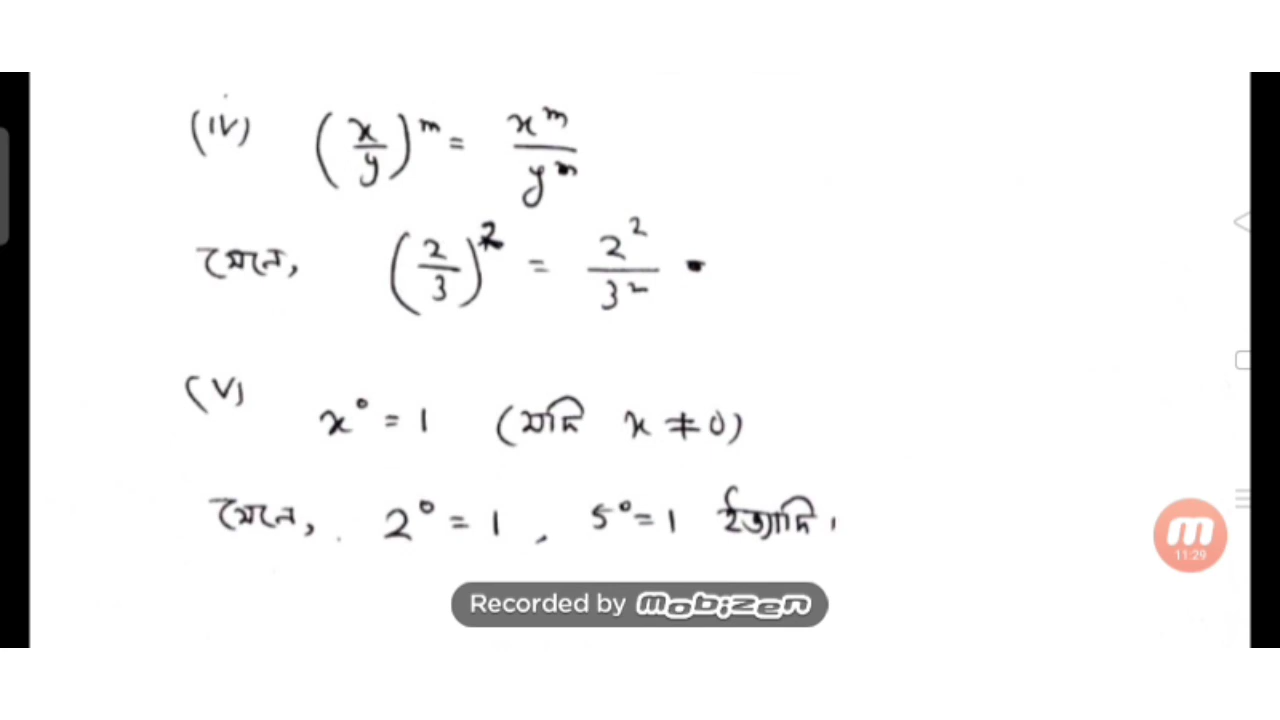 (iv) (x/y)^m = x^m/y^m
যেমন, (2/3)^2 = 2^2/3^2
(v)
x^0 = 1 (যদি x ≠ 0)
যেমন, 2^0 = 1, 5^0 = 1 ইত্যাদি।
11:29
Recorded by mobizen